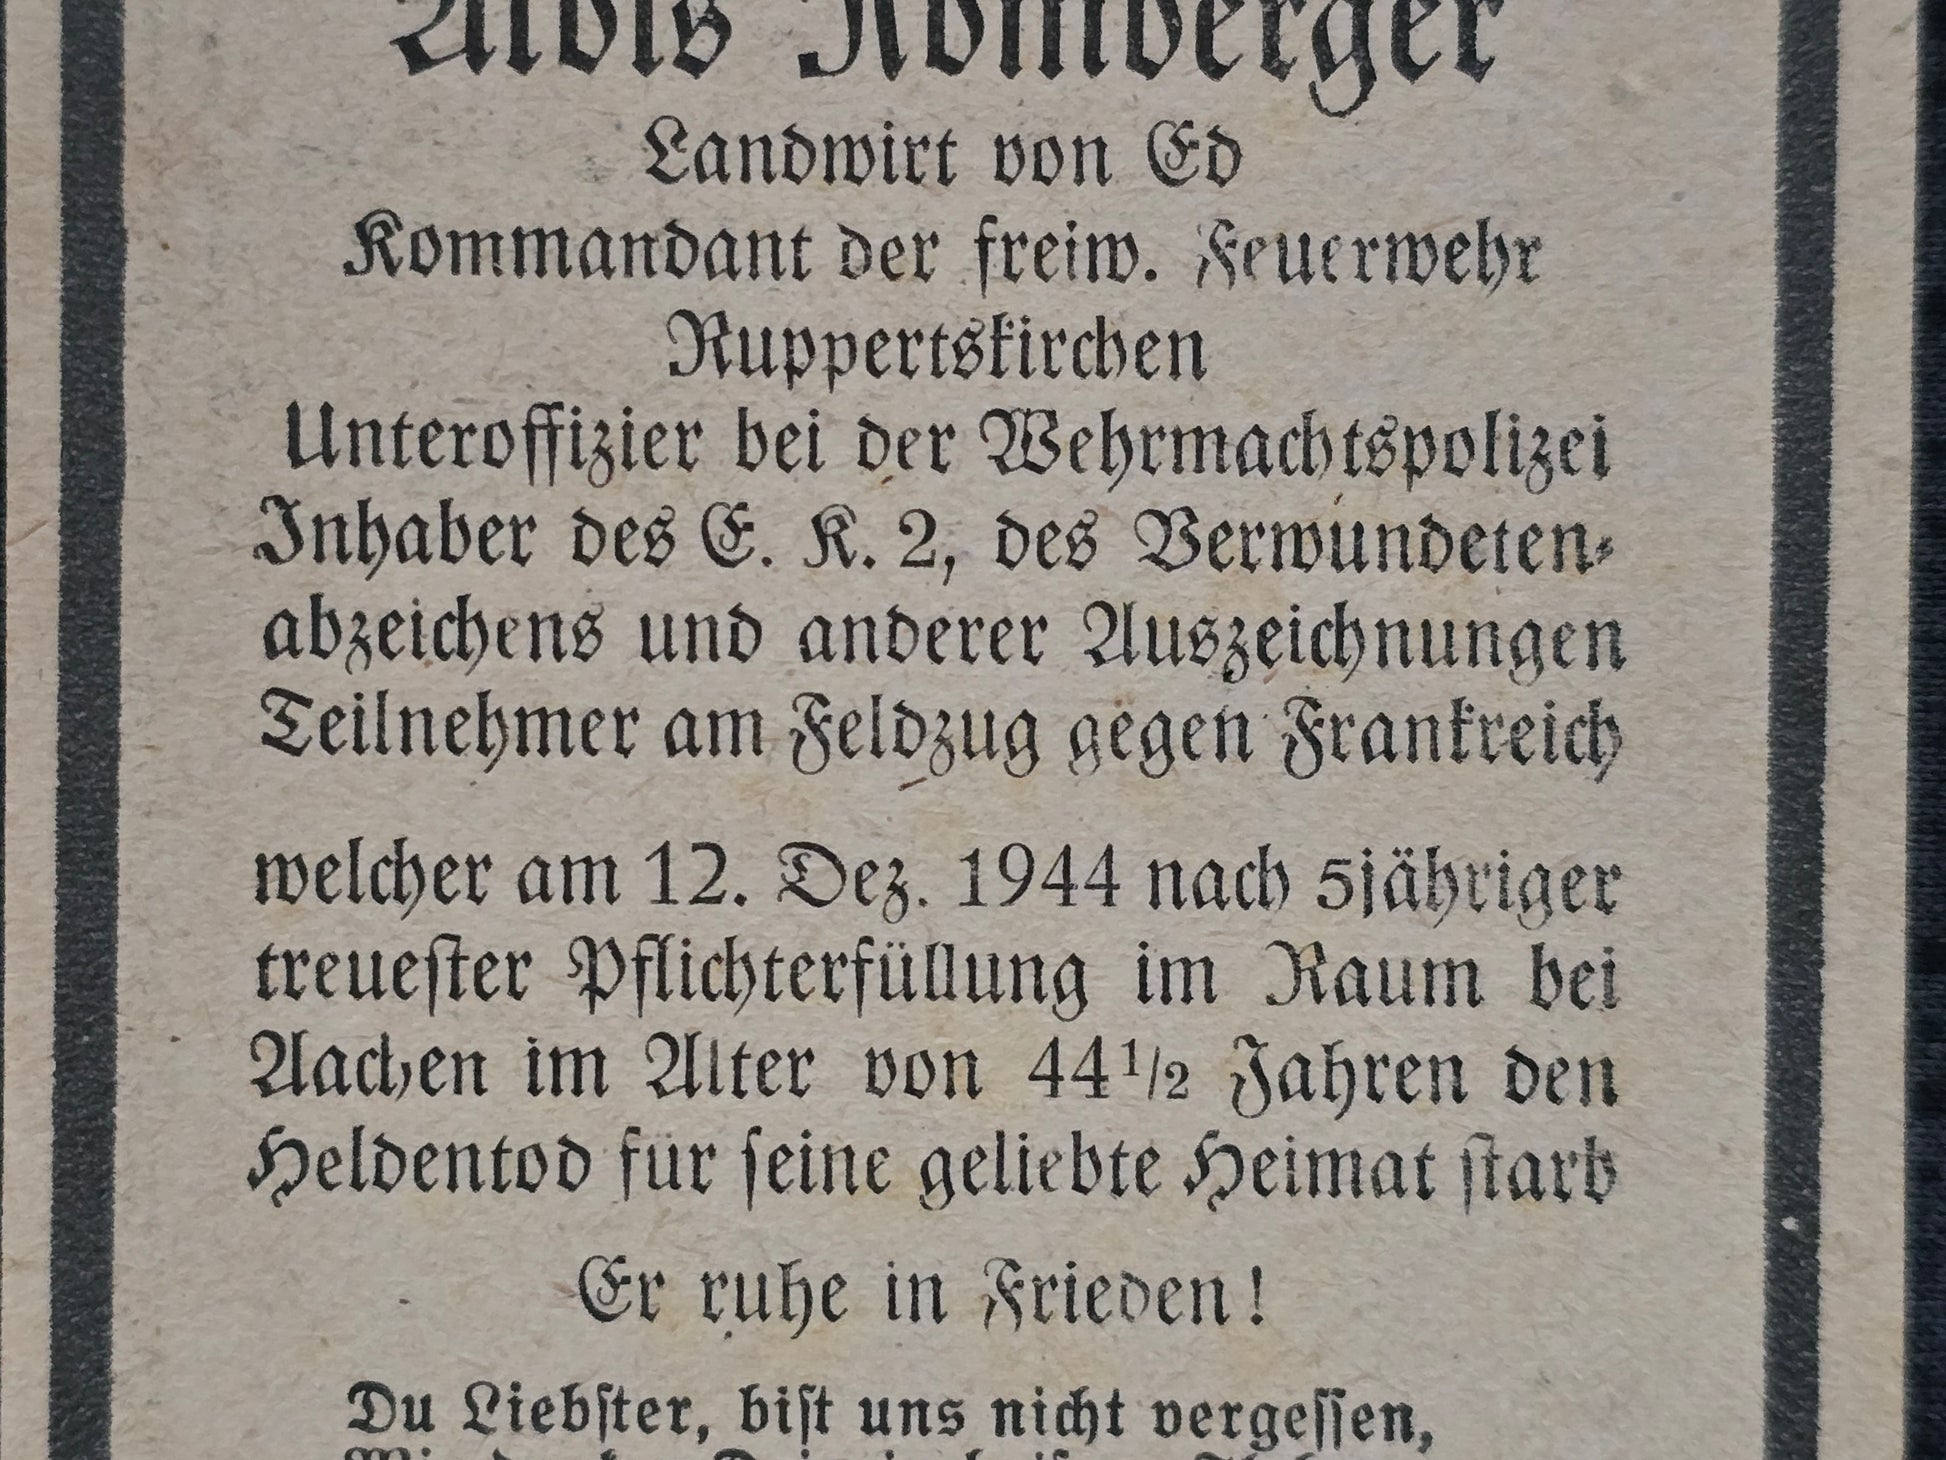 Alois
Landwirt von Ed
Kommandant der freiw. Feuerwehr
Ruppertskirchen
Unteroffizier bei der Wehrmachtspolizei
Inhaber des E. K. 2, des Verwundeten-
abzeichens und anderer Auszeichnungen
Teilnehmer am Feldzug gegen Frankreich
welcher am 12. Dez. 1944 nach 5jähriger
treuester Pflichterfüllung im Raum bei
Aachen im Alter von 44 1/2 Jahren den
Heldentod für seine geliebte Heimat starb
Er ruhe in Frieden!
Du Liebster, bist uns nicht vergessen,